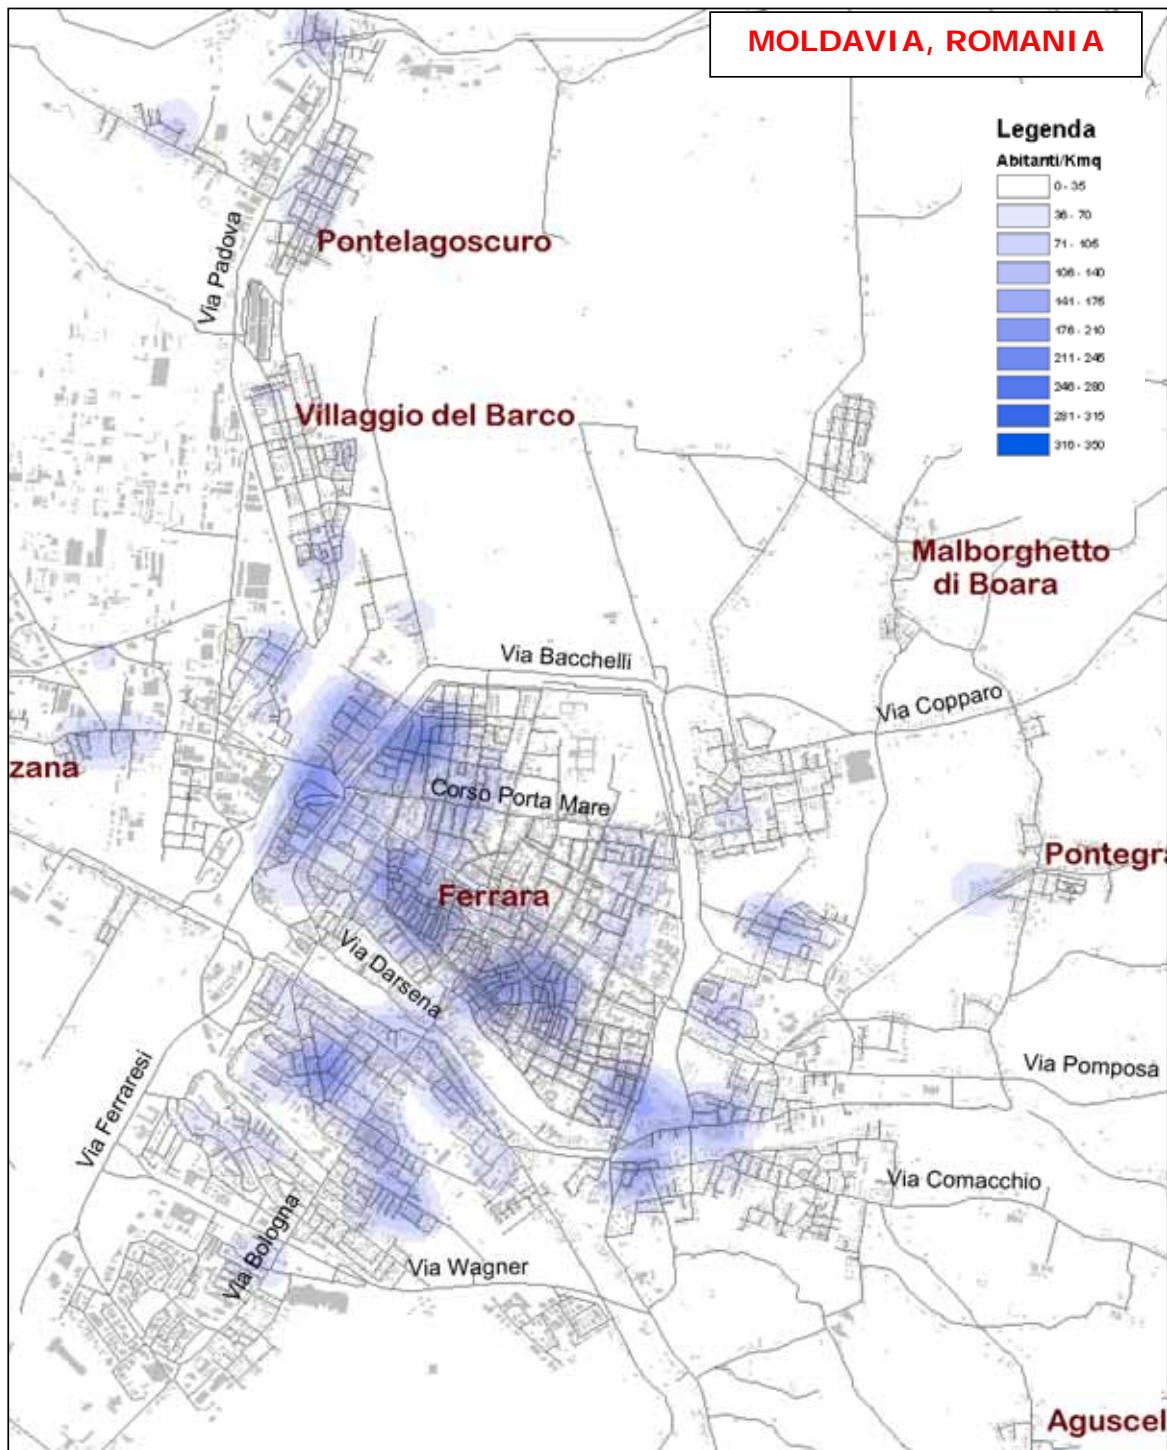 MOLDAVIA, ROMANIA
Legenda
Abitanti/Kmq
0 - 35
36 - 70
71 - 105
106 - 140
141 - 175
176 - 210
211 - 245
246 - 280
281 - 315
316 - 350
Via Padova
Pontelagoscuro
Villaggio del Barco
Malborghetto
di Boara
Via Bacchelli
Via Copparo
zana
Corso Porta Mare
Pontegra
Ferrara
Via Darsena
Via Ferraresi
Via Pomposa
Via Comacchio
Via Bologna
Via Wagner
Aguscel